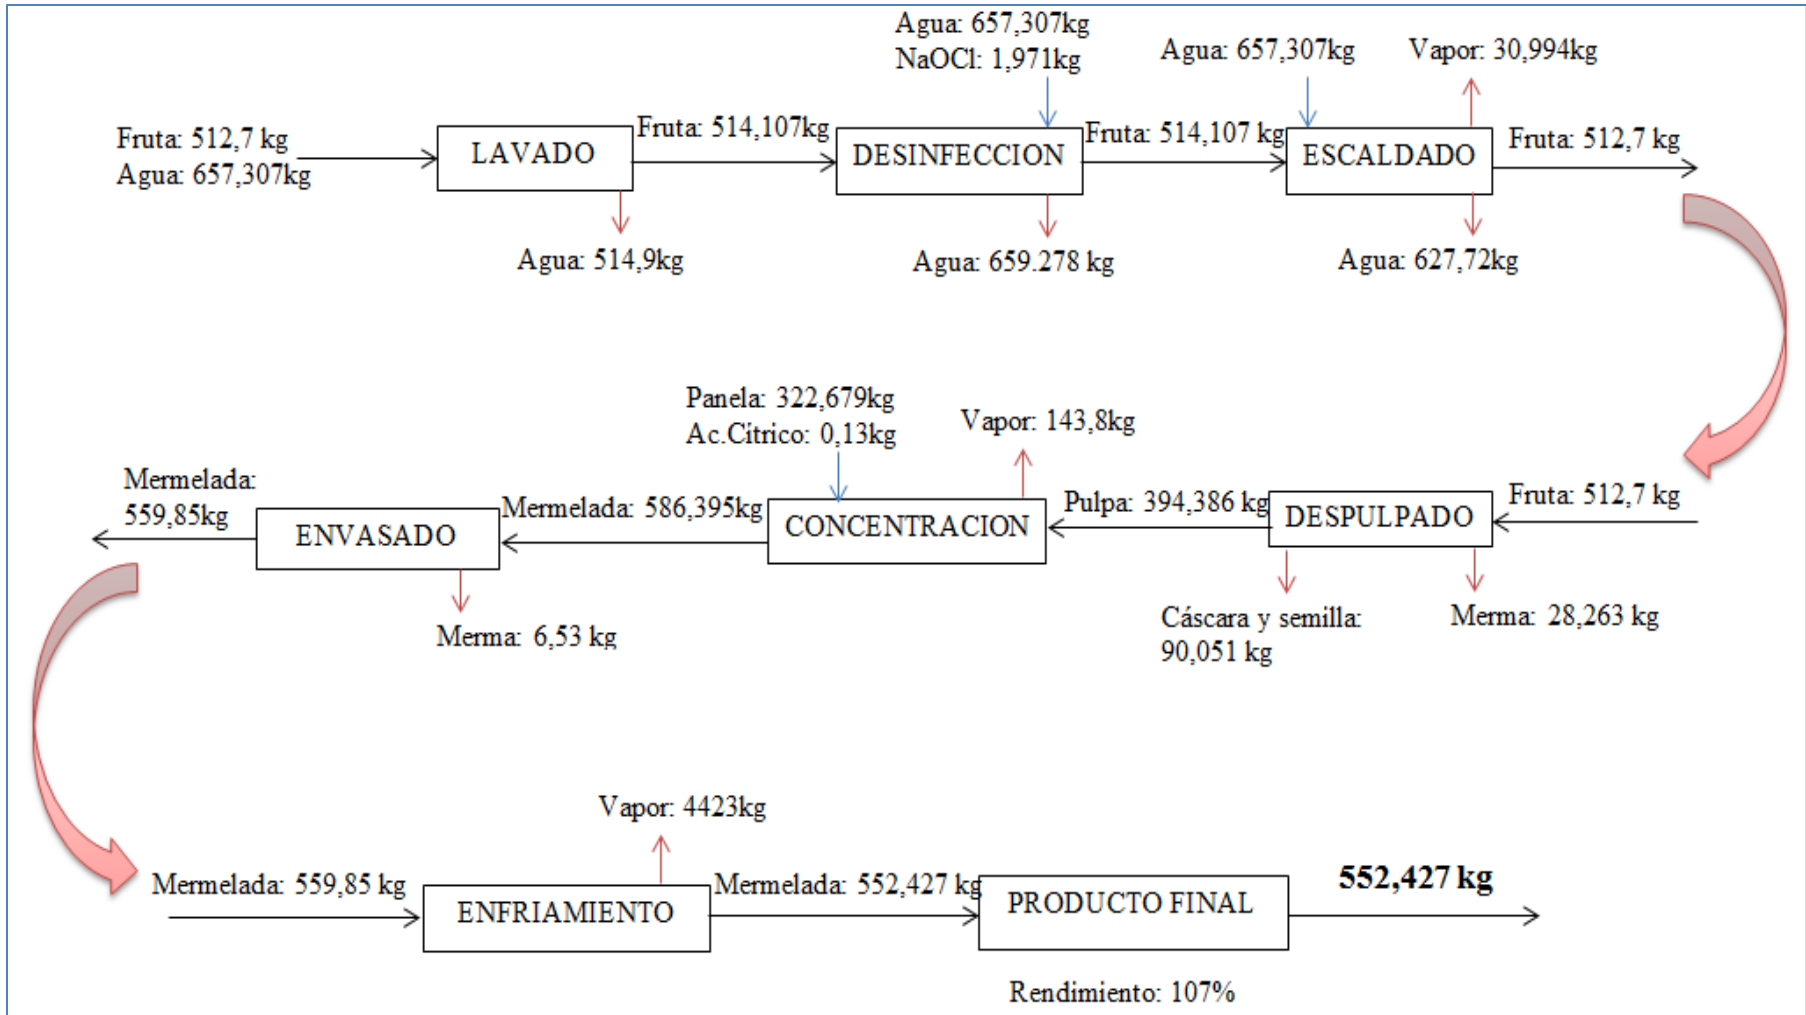 Agua: 657,307kg
NaOCl: 1,971kg
Agua: 657,307kg
Vapor: 30,994kg
Fruta: 512,7 kg
Agua: 657,307kg
LAVADO
Fruta: 514,107kg
DESINFECCION
Fruta: 514,107 kg
ESCALDADO
Fruta: 512,7 kg
Agua: 514,9kg
Agua: 659.278 kg
Agua: 627,72kg
Panela: 322,679kg
Ac.Cítrico: 0,13kg
Vapor: 143,8kg
Mermelada:
559,85kg
ENVASADO
Mermelada: 586,395kg
CONCENTRACION
Pulpa: 394,386 kg
DESPULPADO
Fruta: 512,7 kg
Merma: 6,53 kg
Cáscara y semilla:
90,051 kg
Merma: 28,263 kg
Vapor: 4423kg
Mermelada: 559,85 kg
ENFRIAMIENTO
Mermelada: 552,427 kg
PRODUCTO FINAL
552,427 kg
Rendimiento: 107%